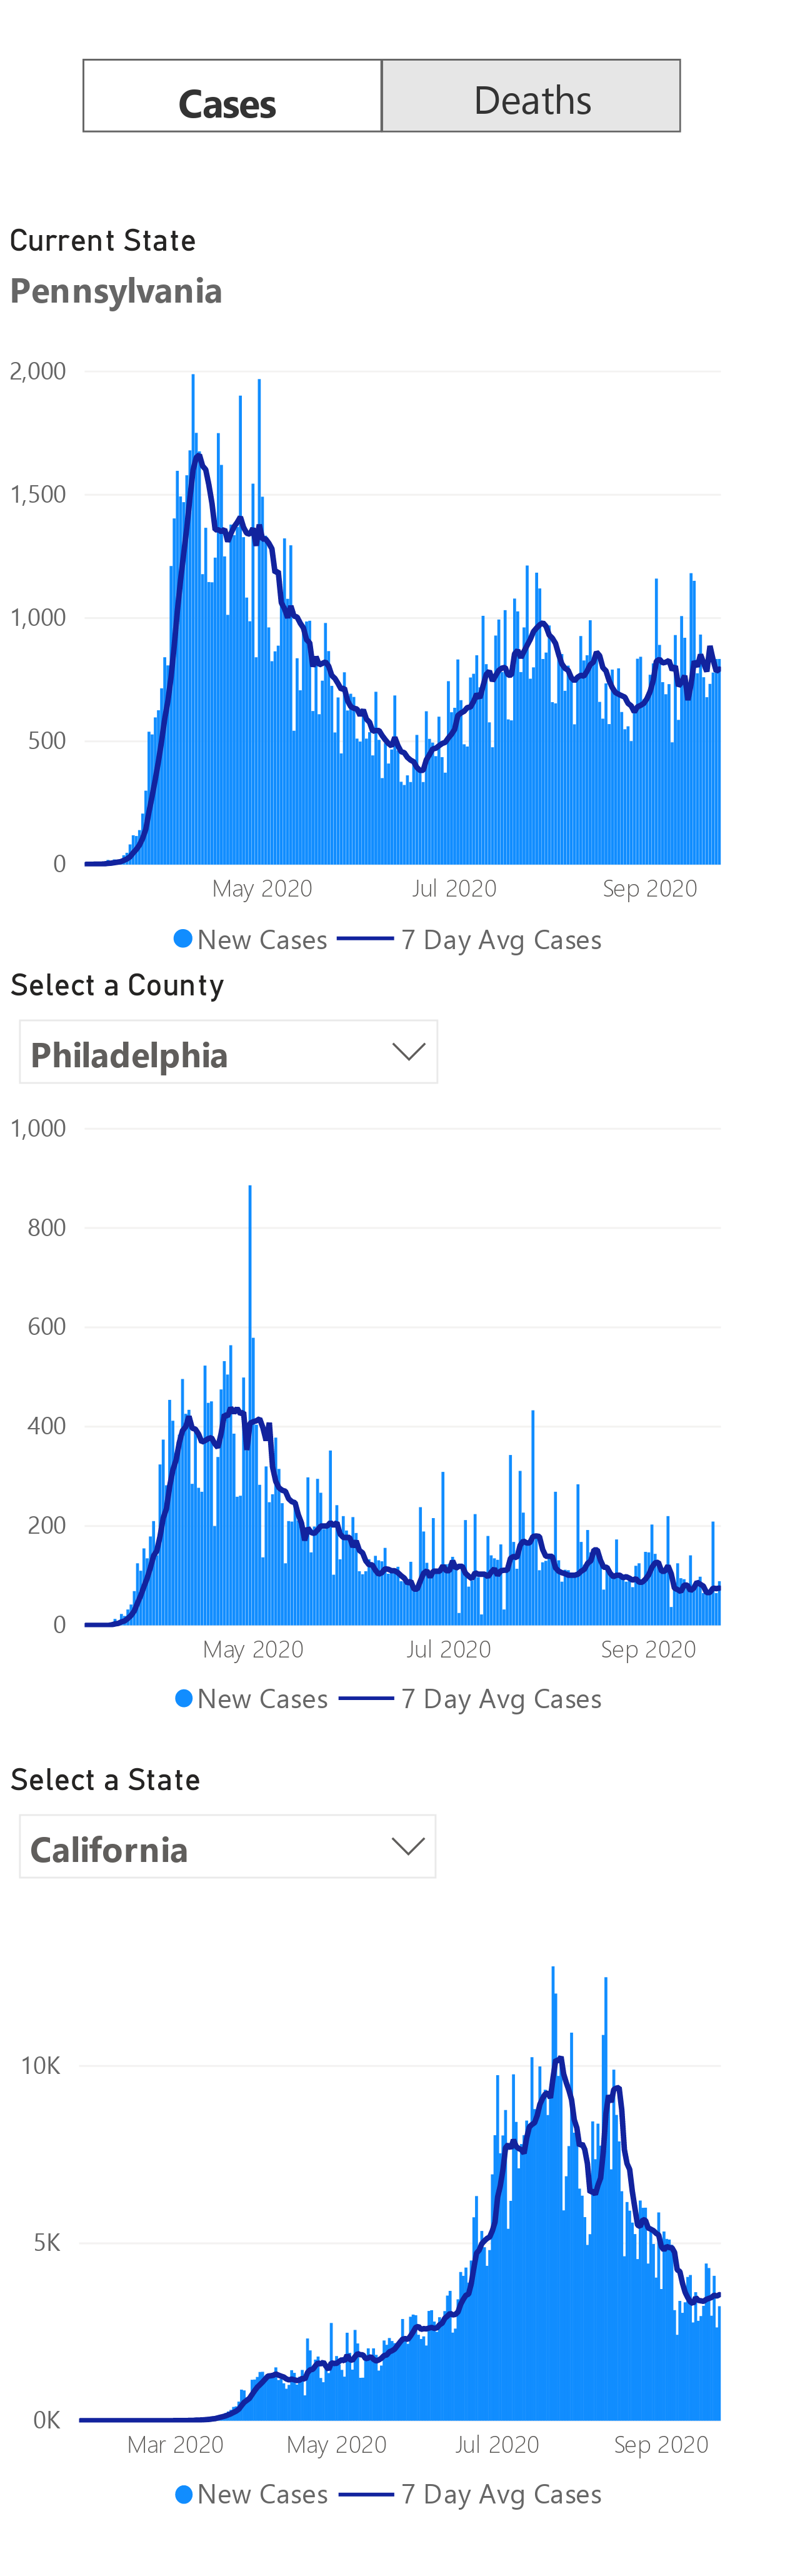 Cases Deaths
Current State
Pennsylvania
2,000
1,500
1,000
500
0
May 2020 Jul 2020 Sep 2020
New Cases 7 Day Avg Cases
Select a County
Philadelphia
1,000
800
600
400
200
0
May 2020 Jul 2020 Sep 2020
New Cases 7 Day Avg Cases
Select a State
California
10K
5K
0K
Mar 2020 May 2020 Jul 2020 Sep 2020
New Cases 7 Day Avg Cases